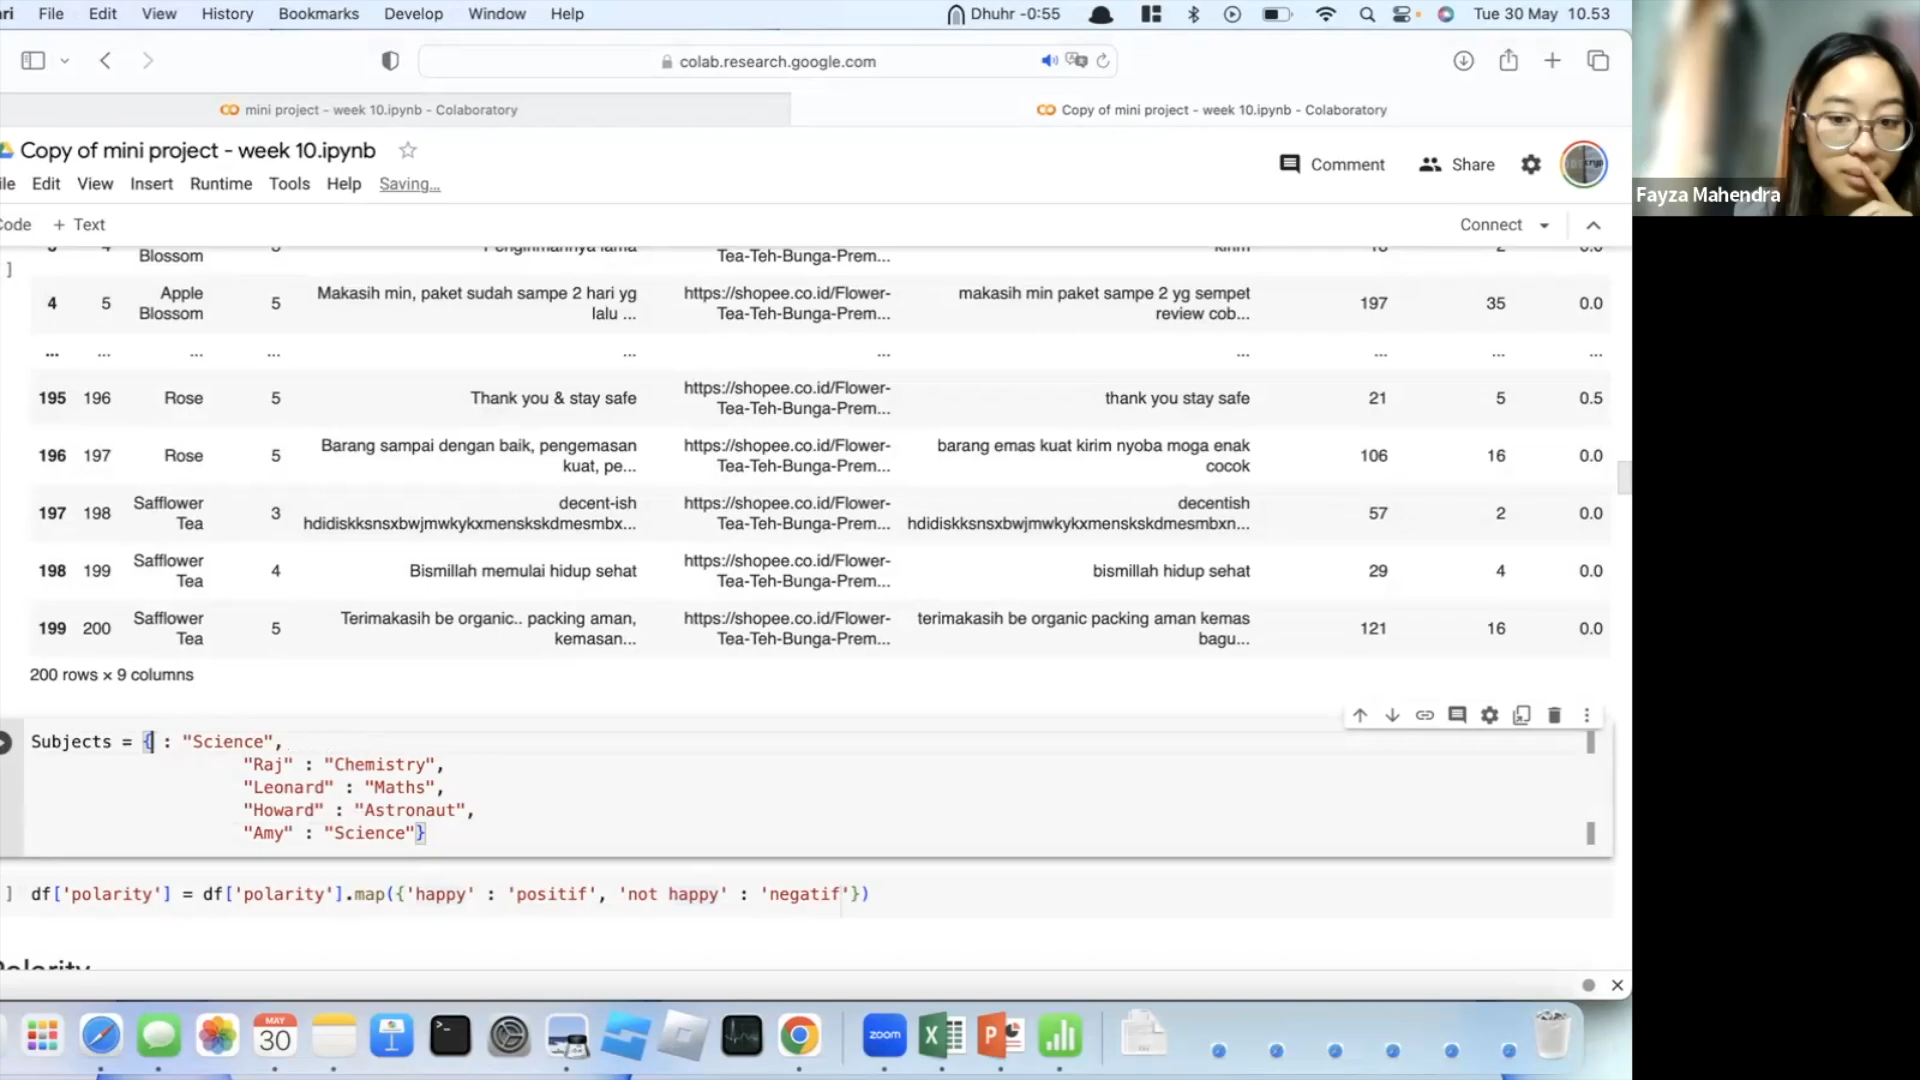 ari File Edit View History Bookmarks Develop Window Help Dhuhr -0:55 Tue 30 May 10.53
colab.research.google.com
mini project - week 10.ipynb - Colaboratory Copy of mini project - week 10.ipynb - Colaboratory
Copy of mini project - week 10.ipynb
Comment Share
ile Edit View Insert Runtime Tools Help Saving...
Fayza Mahendra
Code + Text Connect
4 Blossom Pengirimannya lama Tea-Teh-Bunga-Prem... kirim
4 5 Apple Blossom 5 Makasih min, paket sudah sampe 2 hari yg lalu ... https://shopee.co.id/Flower-Tea-Teh-Bunga-Prem... makasih min paket sampe 2 yg sempet review cob... 197 35 0.0
... ... ... ... ... ... ... ... ... ...
195 196 Rose 5 Thank you & stay safe https://shopee.co.id/Flower-Tea-Teh-Bunga-Prem... thank you stay safe 21 5 0.5
196 197 Rose 5 Barang sampai dengan baik, pengemasan kuat, pe... https://shopee.co.id/Flower-Tea-Teh-Bunga-Prem... barang emas kuat kirim nyoba moga enak cocok 106 16 0.0
197 198 Safflower Tea 3 decent-ish hdidiskksnsxbwjmwkykxmenskskdmesmbx... https://shopee.co.id/Flower-Tea-Teh-Bunga-Prem... decentish hdidiskksnsxbwjmwkykxmenskskdmesmbxn... 57 2 0.0
198 199 Safflower Tea 4 Bismillah memulai hidup sehat https://shopee.co.id/Flower-Tea-Teh-Bunga-Prem... bismillah hidup sehat 29 4 0.0
199 200 Safflower Tea 5 Terimakasih be organic.. packing aman, kemasan... https://shopee.co.id/Flower-Tea-Teh-Bunga-Prem... terimakasih be organic packing aman kemas bagu... 121 16 0.0
200 rows × 9 columns
Subjects = { : "Science",
"Raj" : "Chemistry",
"Leonard" : "Maths",
"Howard" : "Astronaut",
"Amy" : "Science"}
] df['polarity'] = df['polarity'].map({'happy' : 'positif', 'not happy' : 'negatif'})
Polarity
MAY 30
zoom